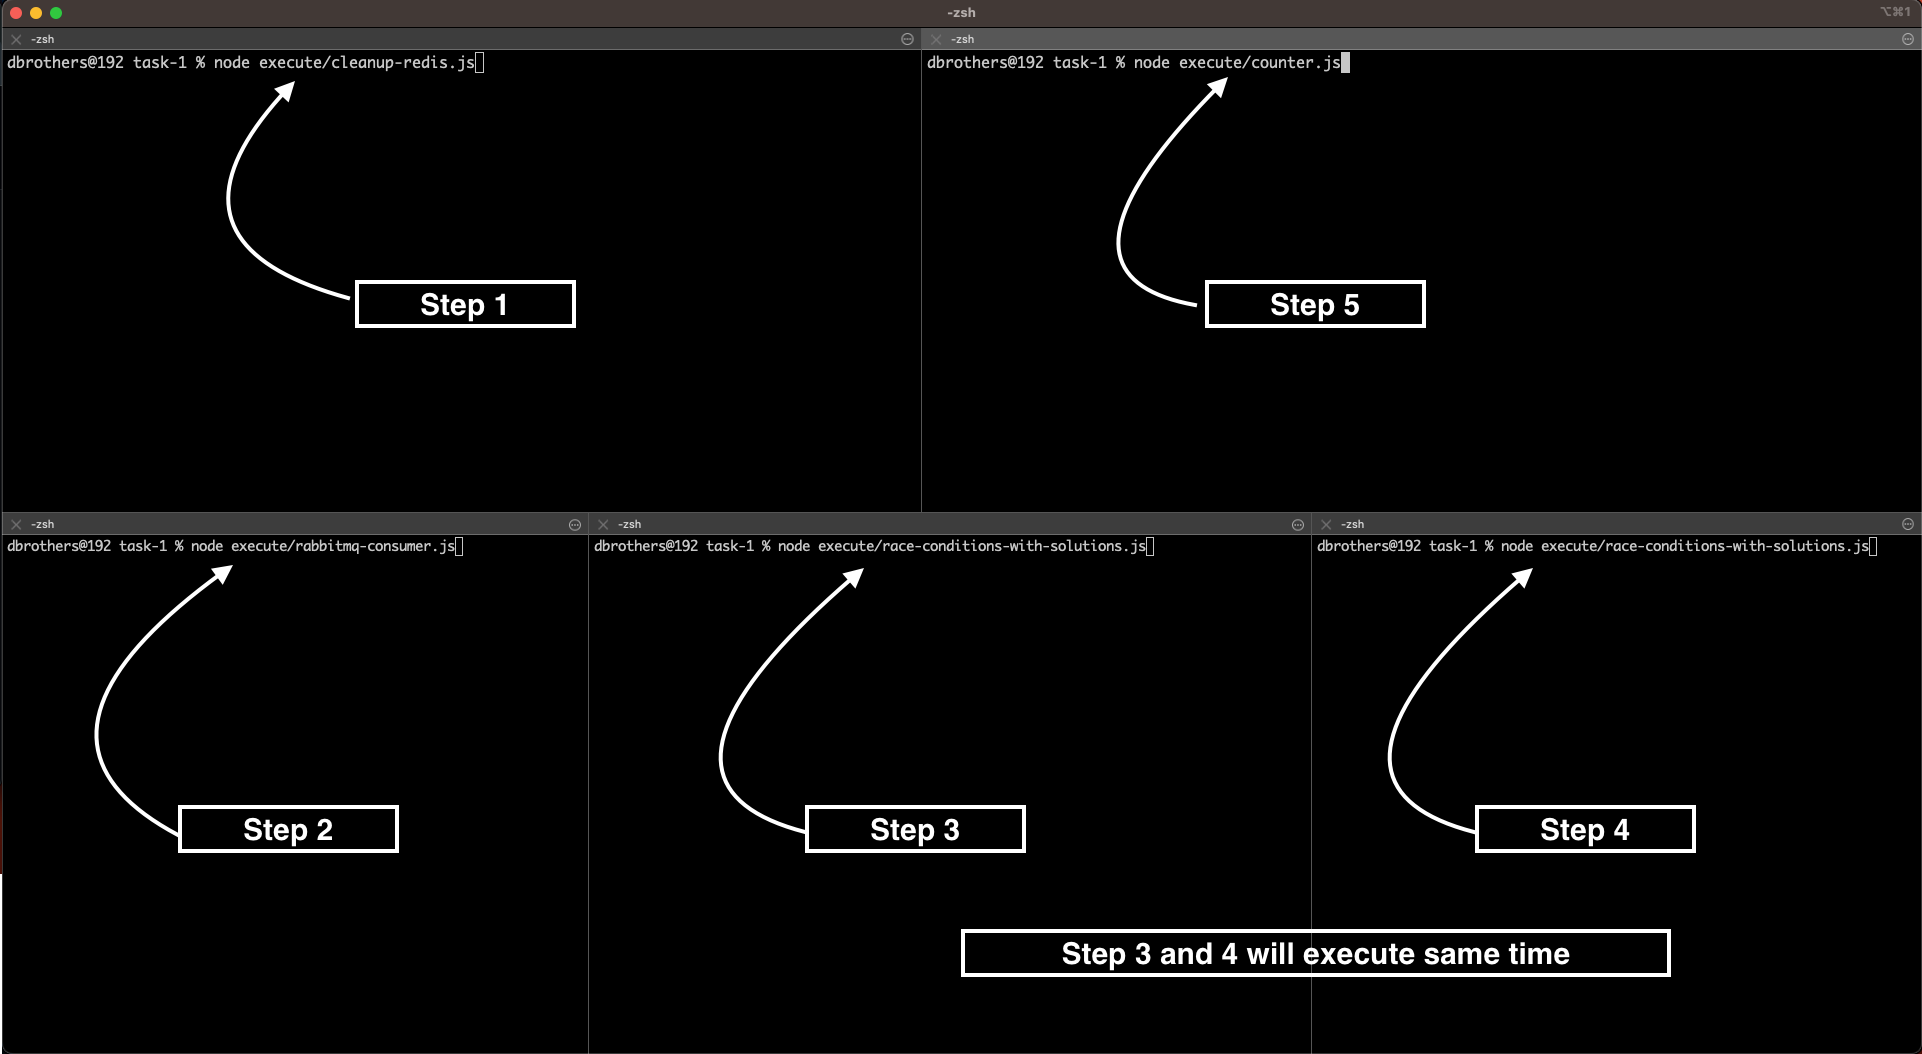 -zsh
⌥⌘1
-zsh
-zsh
dbrothers@192 task-1 % node execute/cleanup-redis.js
dbrothers@192 task-1 % node execute/counter.js
Step 1
Step 5
-zsh
-zsh
-zsh
dbrothers@192 task-1 % node execute/rabbitmq-consumer.js
dbrothers@192 task-1 % node execute/race-conditions-with-solutions.js
dbrothers@192 task-1 % node execute/race-conditions-with-solutions.js
Step 2
Step 3
Step 4
Step 3 and 4 will execute same time